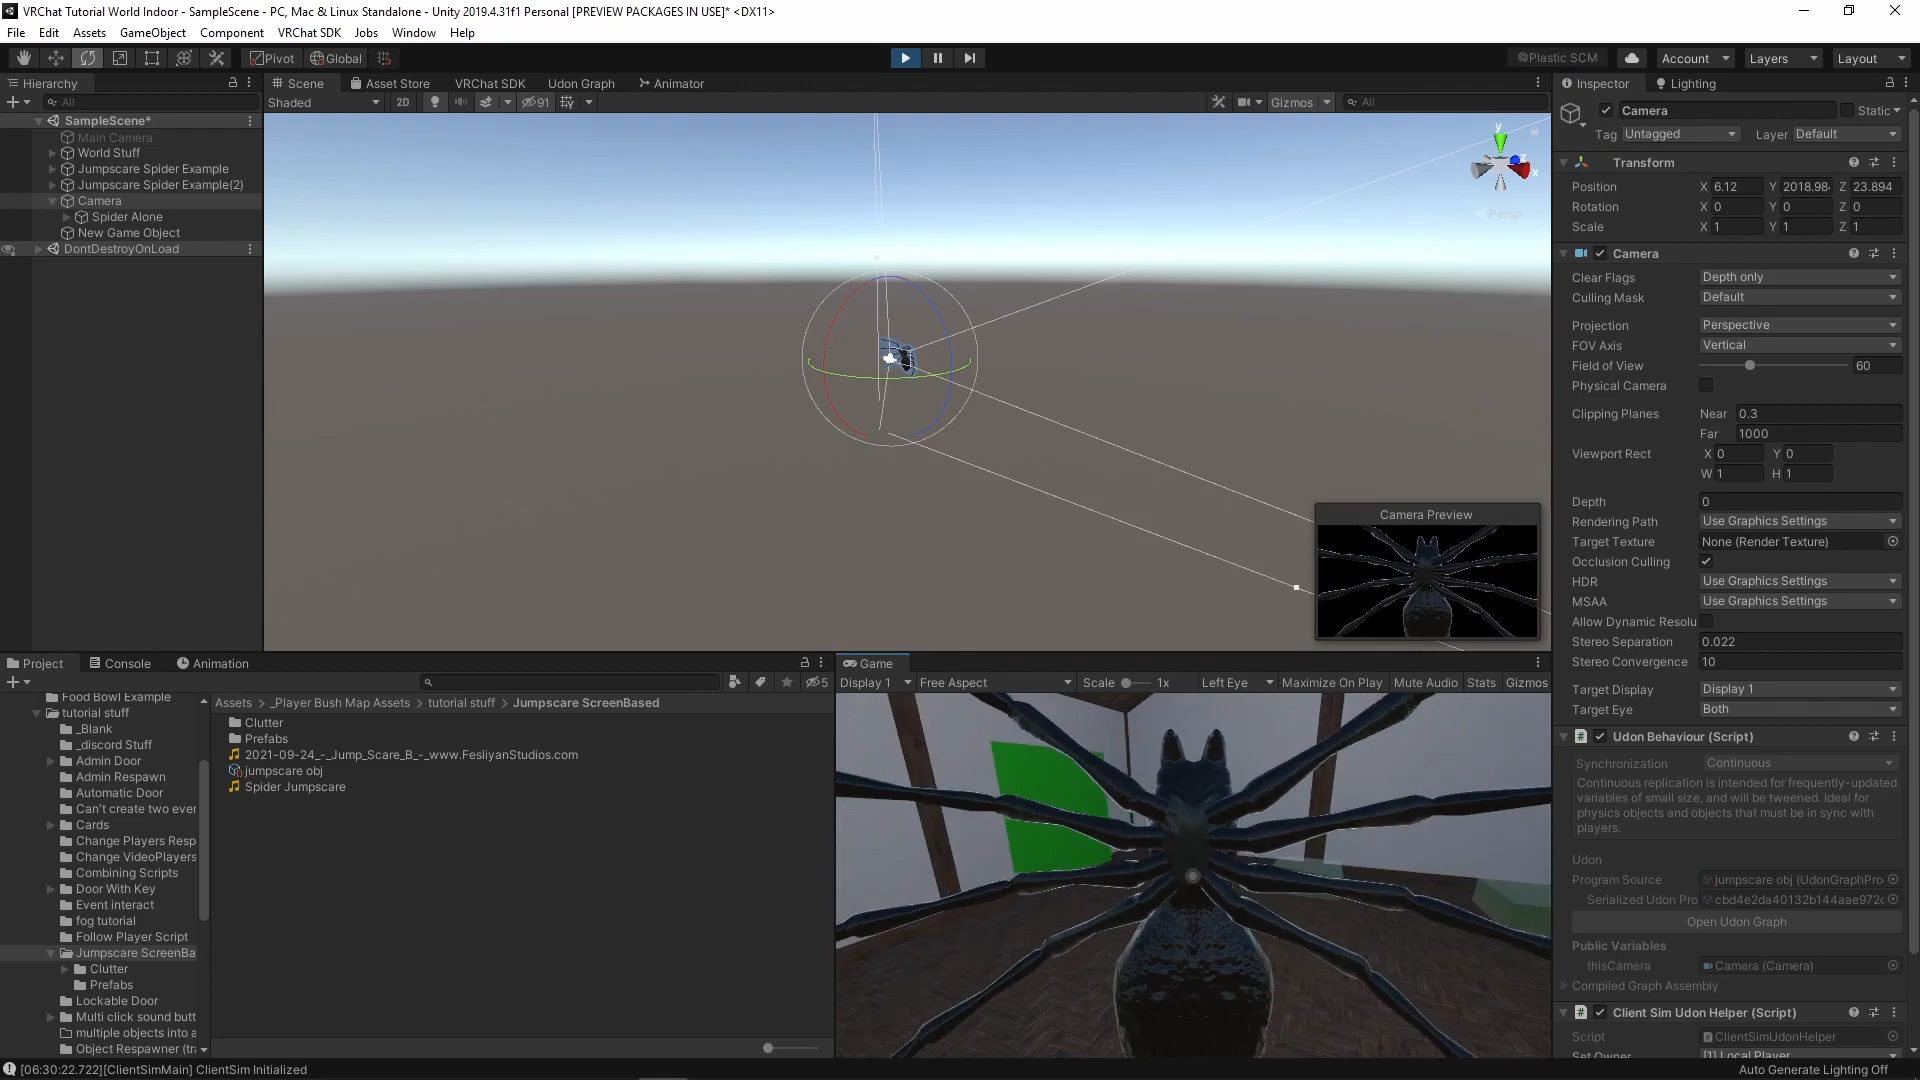 VRChat Tutorial World Indoor - SampleScene - PC, Mac & Linux Standalone - Unity 2019.4.31f1 Personal [PREVIEW PACKAGES IN USE]* <DX11>
File Edit Assets GameObject Component VRChat SDK Jobs Window Help
Pivot Global Plastic SCM Account Layers Layout
Hierarchy
All
SampleScene*
Main Camera
World Stuff
Jumpscare Spider Example
Jumpscare Spider Example(2)
Camera
Spider Alone
New Game Object
DontDestroyOnLoad
Scene Asset Store VRChat SDK Udon Graph Animator
Shaded 2D 91 Gizmos All
y
x
Persp
Camera Preview
Project Console Animation
5
Food Bowl Example
tutorial stuff
_Blank
_discord Stuff
Admin Door
Admin Respawn
Automatic Door
Can't create two ever
Cards
Change Players Resp
Change VideoPlayers
Combining Scripts
Door With Key
Event interact
fog tutorial
Follow Player Script
Jumpscare ScreenBa
Clutter
Prefabs
Lockable Door
Multi click sound butt
multiple objects into a
Object Respawner (tra
Assets > _Player Bush Map Assets > tutorial stuff > Jumpscare ScreenBased
Clutter
Prefabs
2021-09-24_-_Jump_Scare_B_-_www.FesliyanStudios.com
jumpscare obj
Spider Jumpscare
Game
Display 1 Free Aspect Scale 1x Left Eye Maximize On Play Mute Audio Stats Gizmos
Inspector Lighting
Camera Static
Tag Untagged Layer Default
Transform
Position X 6.12 Y 2018.98 Z 23.894
Rotation X 0 Y 0 Z 0
Scale X 1 Y 1 Z 1
Camera
Clear Flags Depth only
Culling Mask Default
Projection Perspective
FOV Axis Vertical
Field of View 60
Physical Camera
Clipping Planes Near 0.3
Far 1000
Viewport Rect X 0 Y 0
W 1 H 1
Depth 0
Rendering Path Use Graphics Settings
Target Texture None (Render Texture)
Occlusion Culling
HDR Use Graphics Settings
MSAA Use Graphics Settings
Allow Dynamic Resolu
Stereo Separation 0.022
Stereo Convergence 10
Target Display Display 1
Target Eye Both
Udon Behaviour (Script)
Synchronization Continuous
Continuous replication is intended for frequently-updated
variables of small size, and will be tweened. Ideal for
physics objects and objects that must be in sync with
players.
Udon
Program Source jumpscare obj (UdonGraphPro
Serialized Udon Pro cbd4e2da40132b144aae972c
Open Udon Graph
Public Variables
thisCamera Camera (Camera)
Compiled Graph Assembly
Client Sim Udon Helper (Script)
Script ClientSimUdonHelper
Set Owner [1] Local Player
[06:30:22.722][ClientSimMain] ClientSim Initialized
Auto Generate Lighting Off